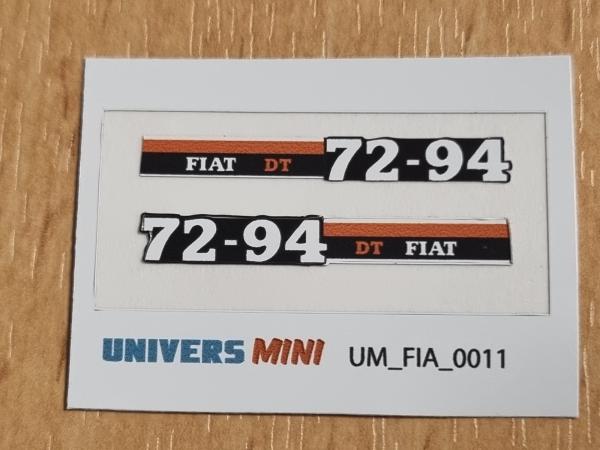 FIAT DT 72-94
72-94 DT FIAT
UNIVERS MINI UM_FIA_0011